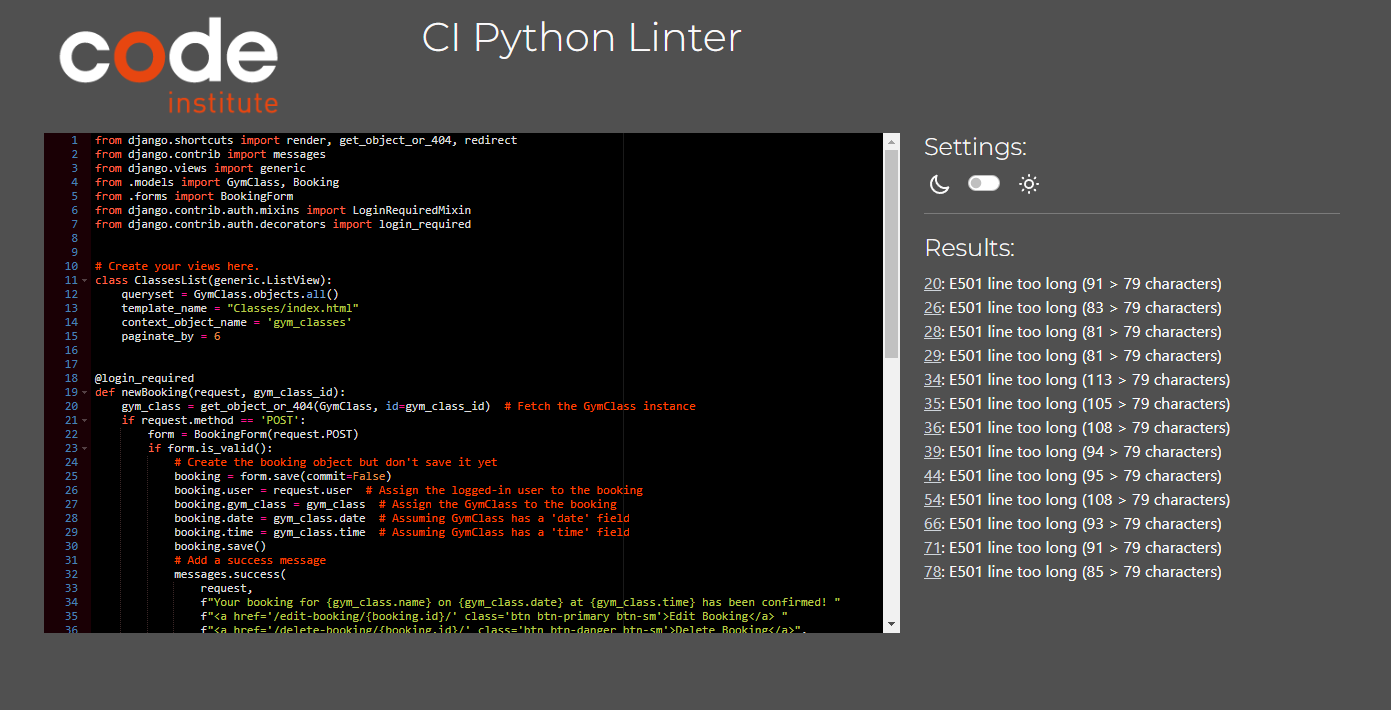 code
institute
CI Python Linter
1 from django.shortcuts import render, get_object_or_404, redirect
2 from django.contrib import messages
3 from django.views import generic
4 from .models import GymClass, Booking
5 from .forms import BookingForm
6 from django.contrib.auth.mixins import LoginRequiredMixin
7 from django.contrib.auth.decorators import login_required
8
9
10 # Create your views here.
11 class ClassesList(generic.ListView):
12     queryset = GymClass.objects.all()
13     template_name = "Classes/index.html"
14     context_object_name = 'gym_classes'
15     paginate_by = 6
16
17
18 @login_required
19 def newBooking(request, gym_class_id):
20     gym_class = get_object_or_404(GymClass, id=gym_class_id)  # Fetch the GymClass instance
21     if request.method == 'POST':
22         form = BookingForm(request.POST)
23         if form.is_valid():
24             # Create the booking object but don't save it yet
25             booking = form.save(commit=False)
26             booking.user = request.user  # Assign the logged-in user to the booking
27             booking.gym_class = gym_class  # Assign the GymClass to the booking
28             booking.date = gym_class.date  # Assuming GymClass has a 'date' field
29             booking.time = gym_class.time  # Assuming GymClass has a 'time' field
30             booking.save()
31             # Add a success message
32             messages.success(
33                 request,
34                 f"Your booking for {gym_class.name} on {gym_class.date} at {gym_class.time} has been confirmed! "
35                 f"<a href='/edit-booking/{booking.id}/' class='btn btn-primary btn-sm'>Edit Booking</a> "
36                 f"<a href='/delete-booking/{booking.id}/' class='btn btn-danger btn-sm'>Delete Booking</a>",
Settings:
Results:
20: E501 line too long (91 > 79 characters)
26: E501 line too long (83 > 79 characters)
28: E501 line too long (81 > 79 characters)
29: E501 line too long (81 > 79 characters)
34: E501 line too long (113 > 79 characters)
35: E501 line too long (105 > 79 characters)
36: E501 line too long (108 > 79 characters)
39: E501 line too long (94 > 79 characters)
44: E501 line too long (95 > 79 characters)
54: E501 line too long (108 > 79 characters)
66: E501 line too long (93 > 79 characters)
71: E501 line too long (91 > 79 characters)
78: E501 line too long (85 > 79 characters)